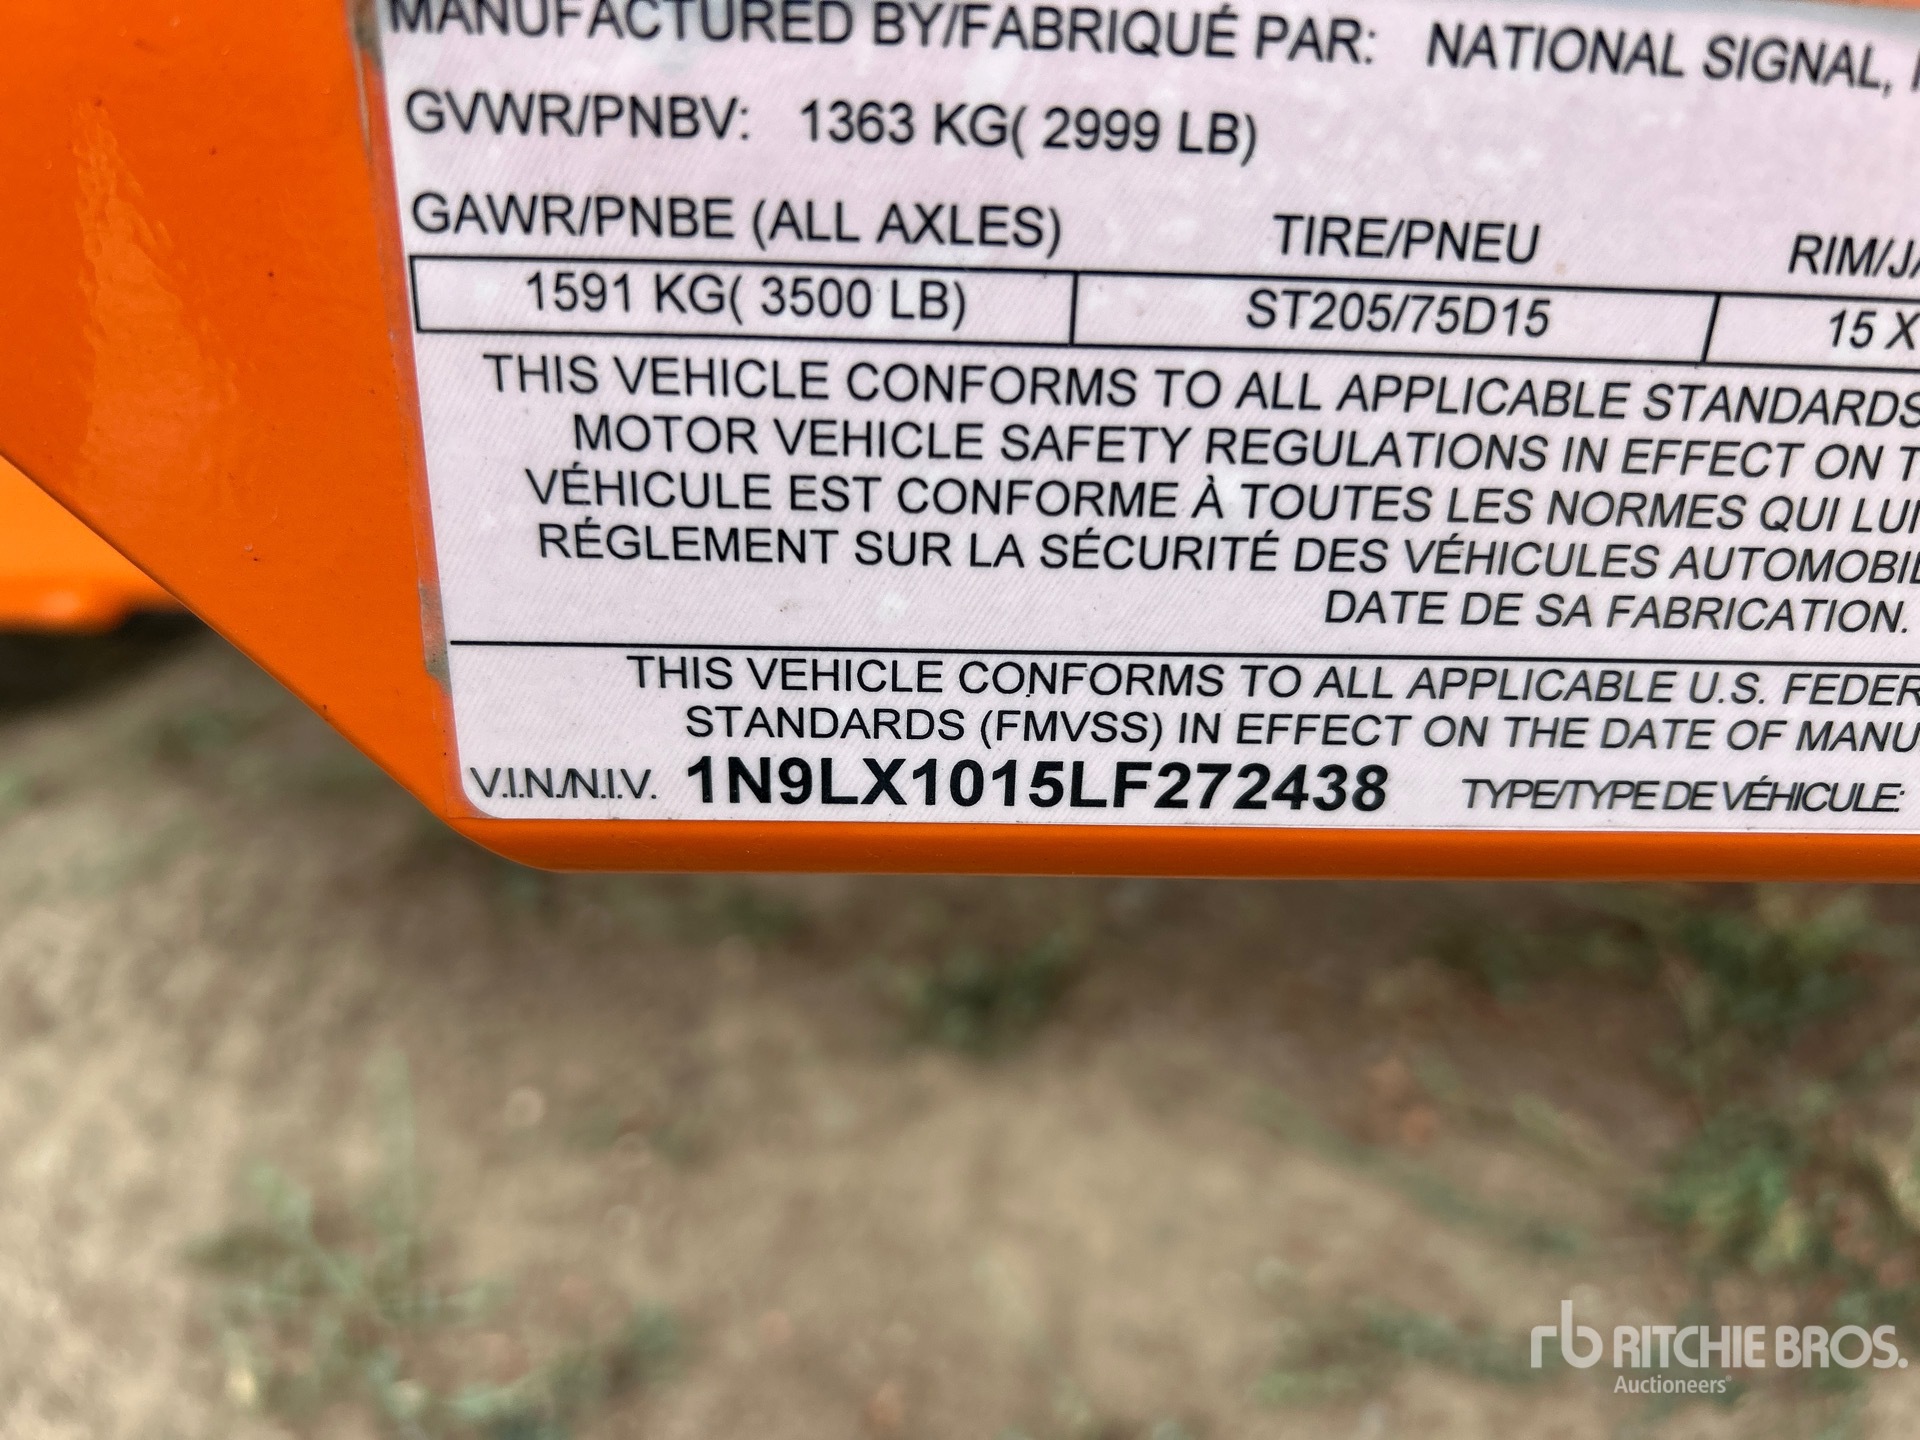 MANUFACTURED BY/FABRIQUÉ PAR: NATIONAL SIGNAL,
GVWR/PNBV: 1363 KG( 2999 LB)
GAWR/PNBE (ALL AXLES) TIRE/PNEU RIM/
1591 KG( 3500 LB) ST205/75D15 15 X
THIS VEHICLE CONFORMS TO ALL APPLICABLE STANDARDS
MOTOR VEHICLE SAFETY REGULATIONS IN EFFECT ON
VÉHICULE EST CONFORME À TOUTES LES NORMES QUI
RÉGLEMENT SUR LA SÉCURITÉ DES VÉHICULES
DATE DE SA FABRICATION.
THIS VEHICLE CONFORMS TO ALL APPLICABLE U.S.
STANDARDS (FMVSS) IN EFFECT ON THE DATE OF
V.I.N./N.I.V. 1N9LX1015LF272438 TYPE/TYPE DE VÉHICULE:
rb RITCHIE BROS.
Auctioneers